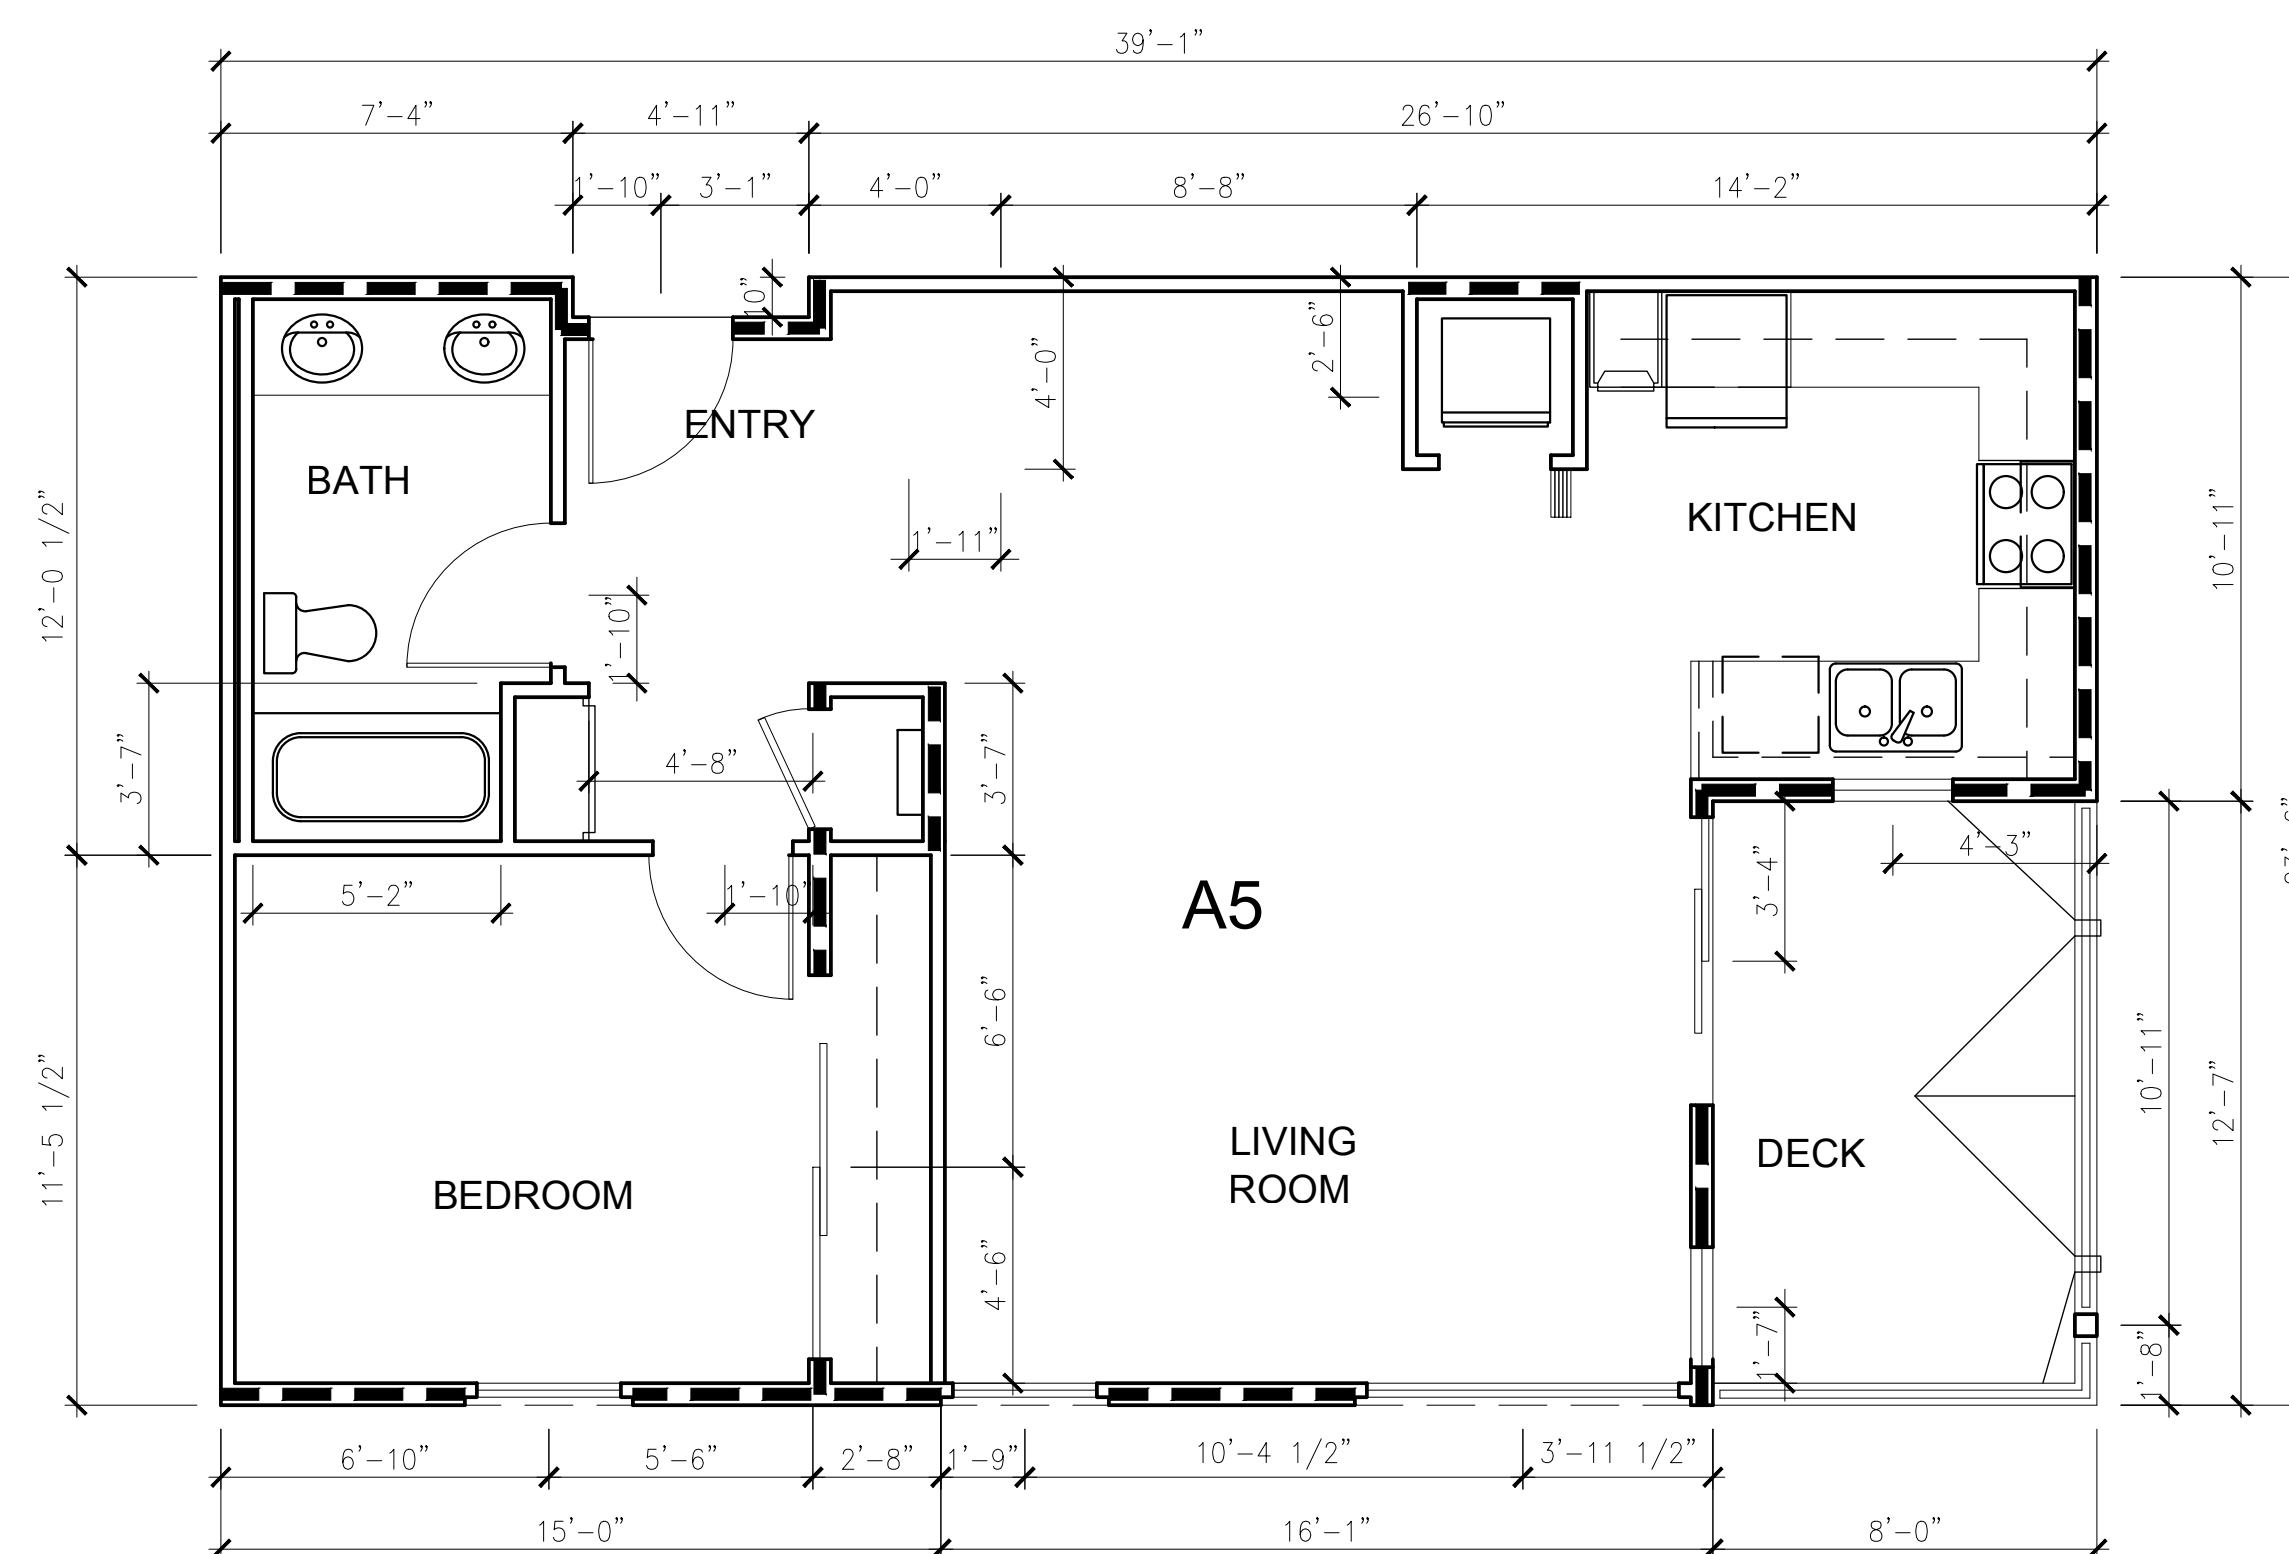 39'-1"
7'-4" 4'-11" 26'-10"
1'-10" 3'-1" 4'-0" 8'-8" 14'-2"
10"
2'-6"
4'-0"
ENTRY
BATH
KITCHEN
12'-0 1/2"
1'-11"
10'-11"
1'-10"
3'-7"
4'-8"
3'-7"
4'-3"
3'-4"
5'-2"
1'-10"
A5
6'-6"
10'-11"
12'-7"
11'-5 1/2"
LIVING
ROOM
DECK
BEDROOM
4'-6"
1'-7"
1'-8"
6'-10" 5'-6" 2'-8" 1'-9" 10'-4 1/2" 3'-11 1/2"
15'-0" 16'-1" 8'-0"